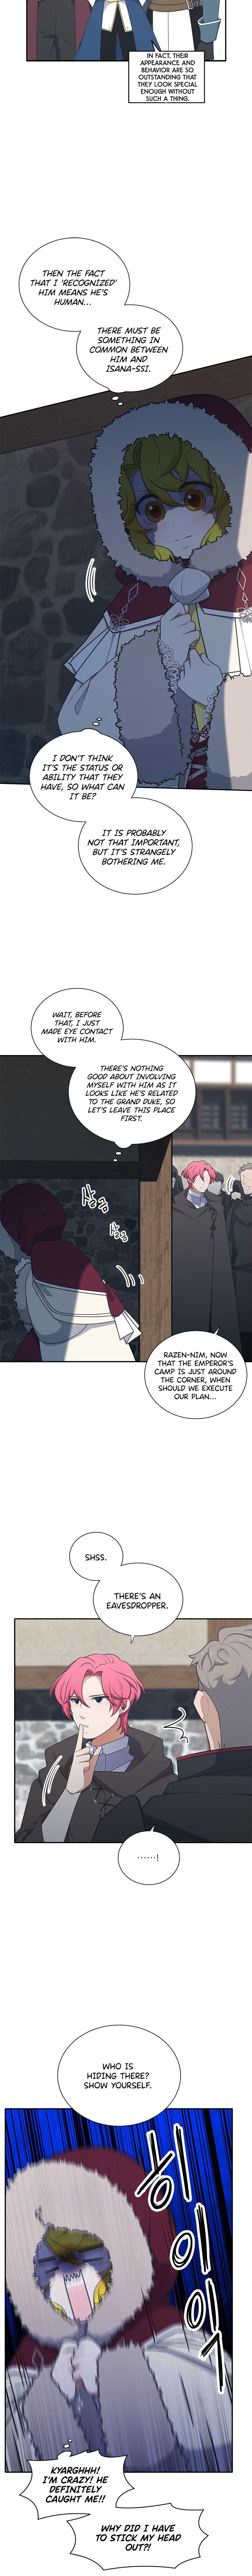 IN FACT, THEIR
APPEARANCE AND
BEHAVIOR ARE SO
OUTSTANDING THAT
THEY LOOK SPECIAL
ENOUGH WITHOUT
SUCH A THING.
THEN THE FACT
THAT I 'RECOGNIZED'
HIM MEANS HE'S
HUMAN...
THERE MUST BE
SOMETHING IN
COMMON BETWEEN
HIM AND
ISANA-SSI.
I DON'T THINK
IT'S THE STATUS OR
ABILITY THAT THEY
HAVE, SO WHAT CAN
IT BE?
IT IS PROBABLY
NOT THAT IMPORTANT,
BUT IT'S STRANGELY
BOTHERING ME.
WAIT, BEFORE
THAT, I JUST
MADE EYE CONTACT
WITH HIM.
THERE'S NOTHING
GOOD ABOUT INVOLVING
MYSELF WITH HIM AS IT
LOOKS LIKE HE'S RELATED
TO THE GRAND DUKE, SO
LET'S LEAVE THIS PLACE
FIRST.
RAZEN-NIM, NOW
THAT THE EMPEROR'S
CAMP IS JUST AROUND
THE CORNER, WHEN
SHOULD WE EXECUTE
OUR PLAN...
SHSS.
THERE'S AN
EAVESDROPPER.
······!
WHO IS
HIDING THERE?
SHOW YOURSELF.
KYARGHHH!
I'M CRAZY! HE
DEFINITELY
CAUGHT ME!!
WHY DID I HAVE
TO STICK MY HEAD
OUT?!